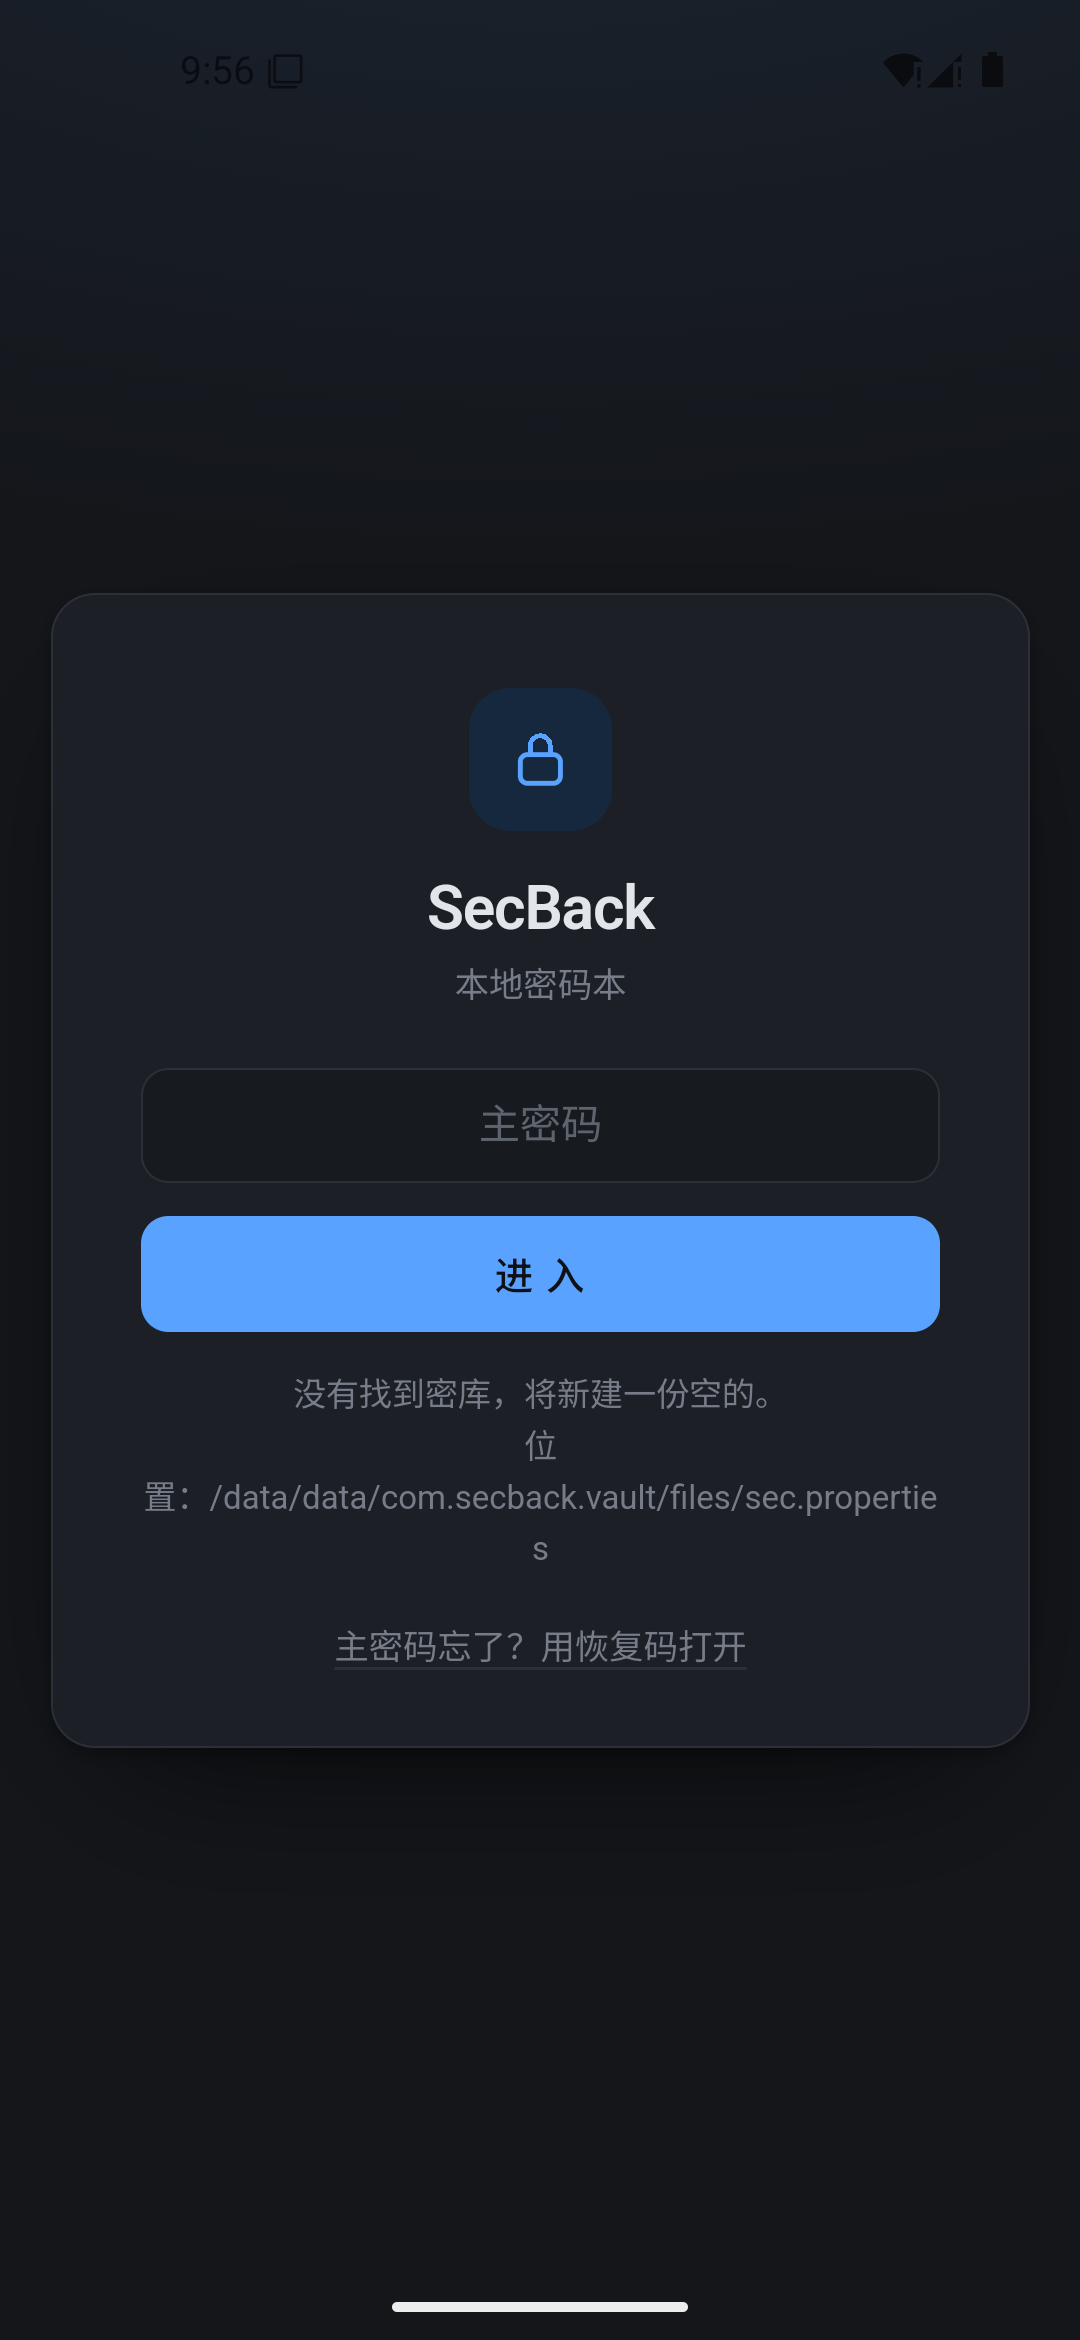 9:56
SecBack
本地密码本
主密码
进 入
没有找到密库，将新建一份空的。
位
置：/data/data/com.secback.vault/files/sec.propertie
s
主密码忘了？用恢复码打开